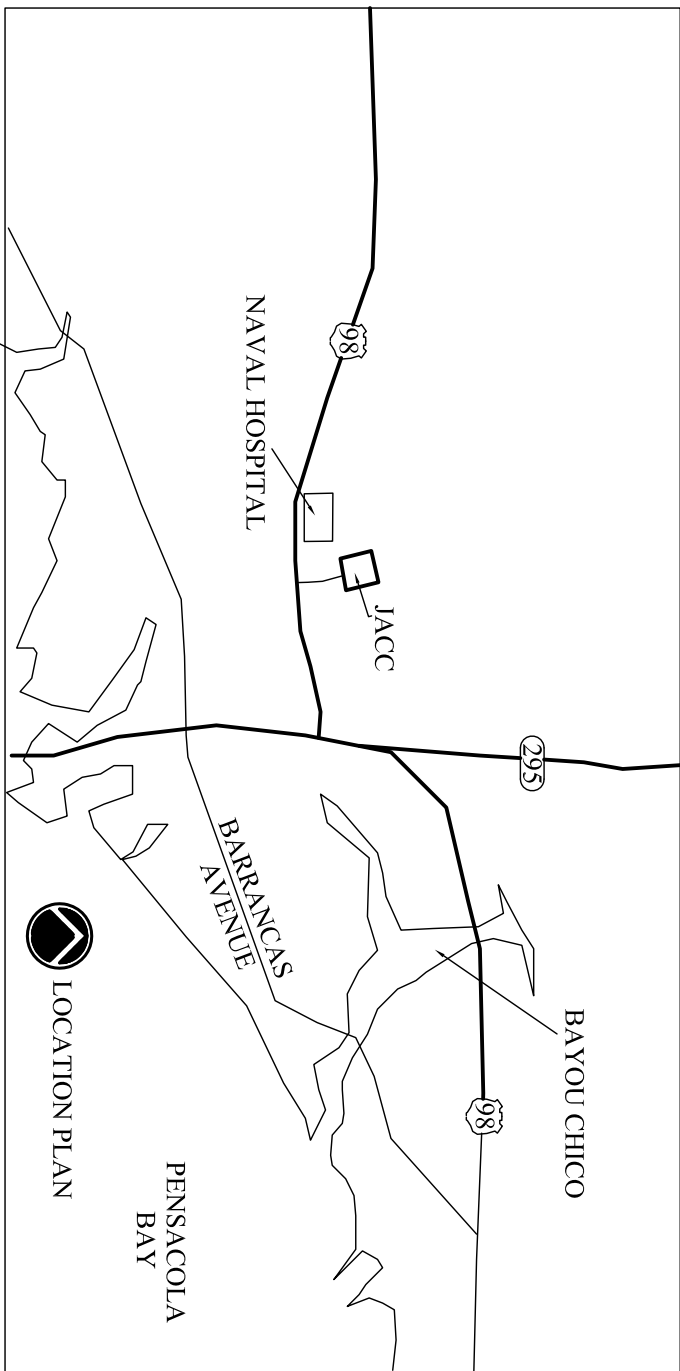 BAYOU CHICO
295
98
JACC
98
NAVAL HOSPITAL
BARRANCAS
AVENUE
PENSACOLA
BAY
LOCATION PLAN